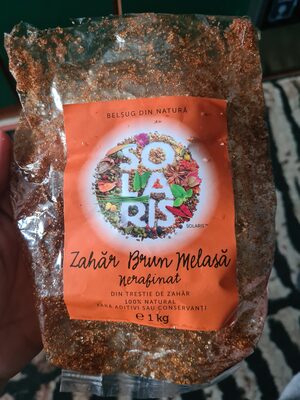 BELȘUG DIN NATURĂ
SO
LA
RIS
SOLARIS™
Zahăr Brun Melasă
Nerafinat
DIN TRESTIE DE ZAHĂR
100% NATURAL
FĂRĂ ADITIVI SAU CONSERVANȚI
℮ 1 kg